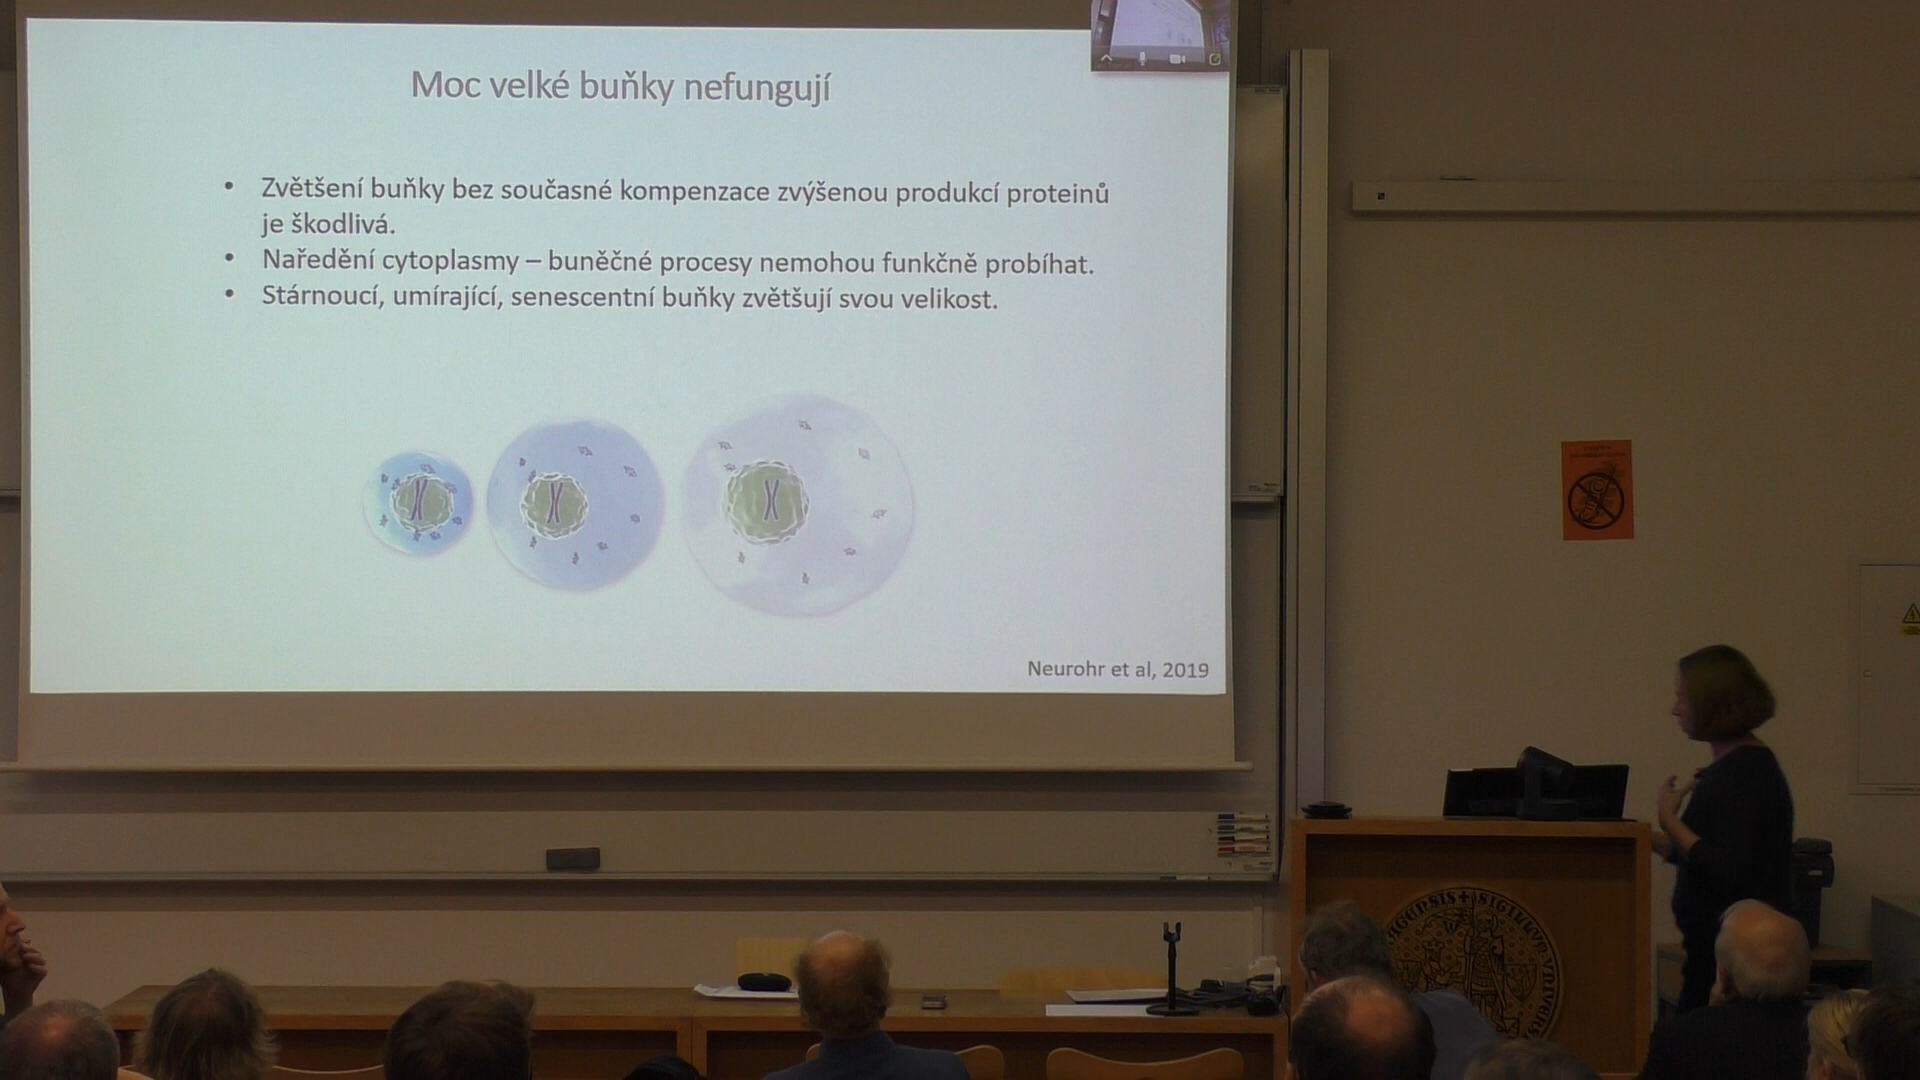 Moc velké buňky nefungují
• Zvětšení buňky bez současné kompenzace zvýšenou produkcí proteinů
je škodlivá.
• Naředění cytoplasmy – buněčné procesy nemohou funkčně probíhat.
• Stárnoucí, umírající, senescentní buňky zvětšují svou velikost.
Neurohr et al, 2019